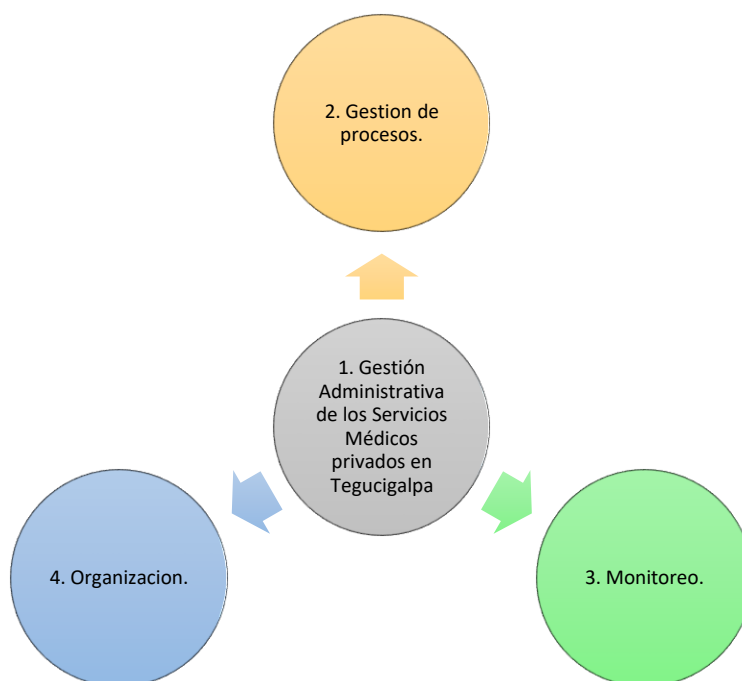 2. Gestion de
procesos.
1. Gestión
Administrativa
de los Servicios
Médicos
privados en
Tegucigalpa
4. Organizacion.
3. Monitoreo.